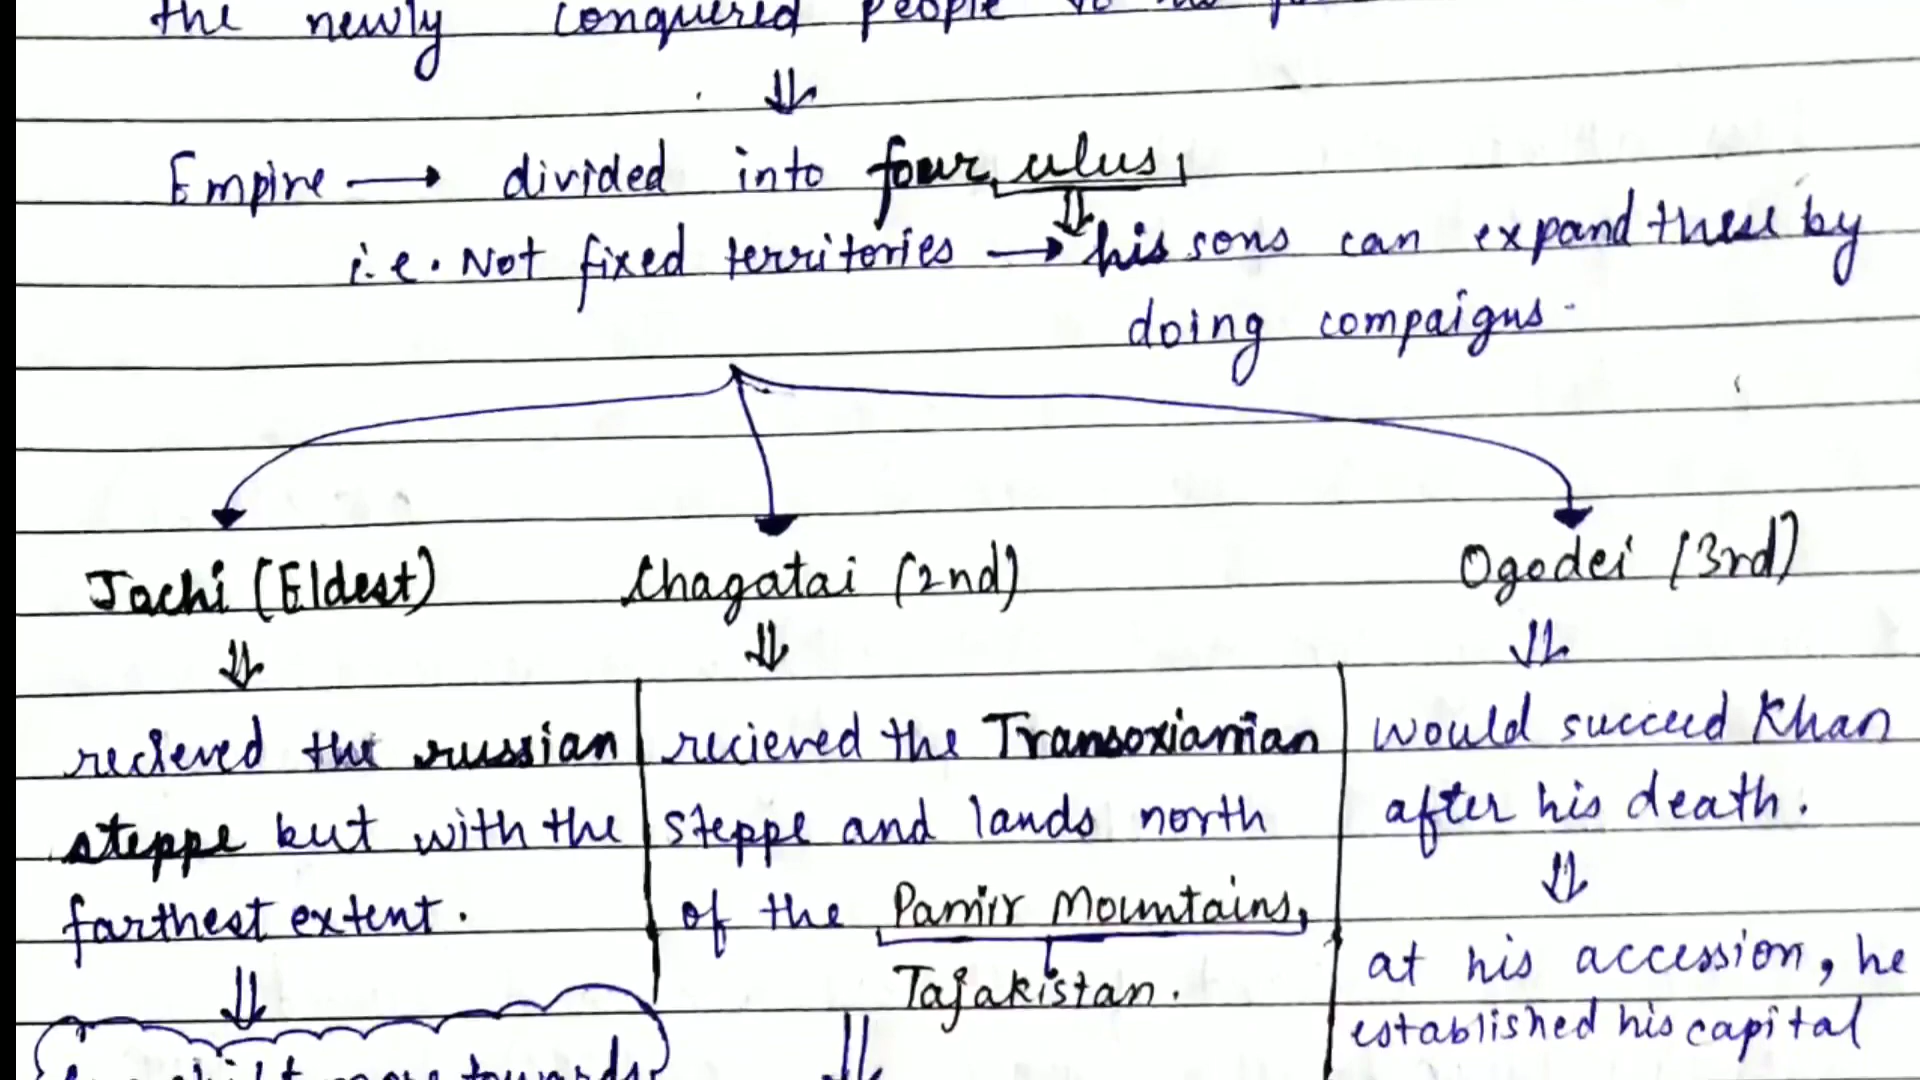 the newly conquered people to
Empire → divided into four ulus,
i.e. Not fixed territories → his sons can expand these by
doing compaigns.
Jochi (Eldest)
Chagatai (2nd)
Ogodei (3rd)
recieved the russian
steppe but with the
farthest extent.
recieved the Transoxianian
steppe and lands north
of the Pamir Mountains,
Tajakistan.
would succeed Khan
after his death.
at his accession, he
established his capital
more towards